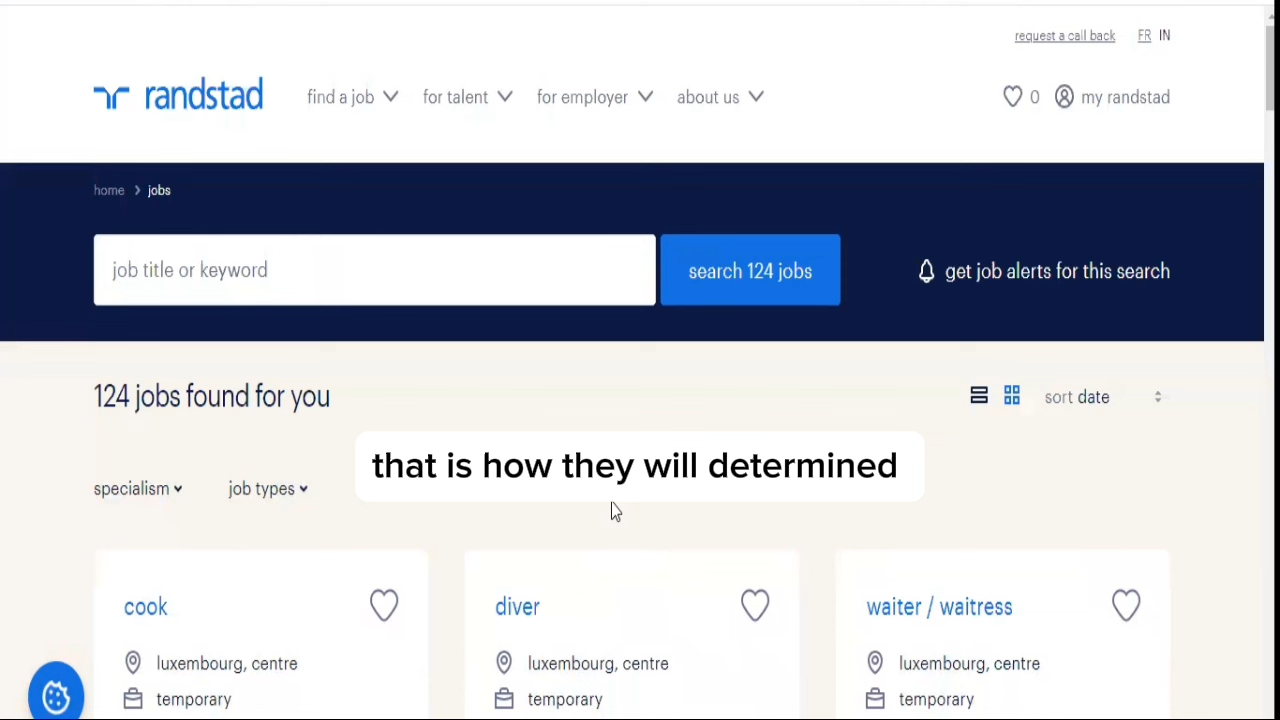 request a call back FR IN
randstad find a job for talent for employer about us 0 my randstad
home jobs
job title or keyword search 124 jobs get job alerts for this search
124 jobs found for you sort date
that is how they will determined
specialism job types
cook diver waiter / waitress
luxembourg, centre luxembourg, centre luxembourg, centre
temporary temporary temporary